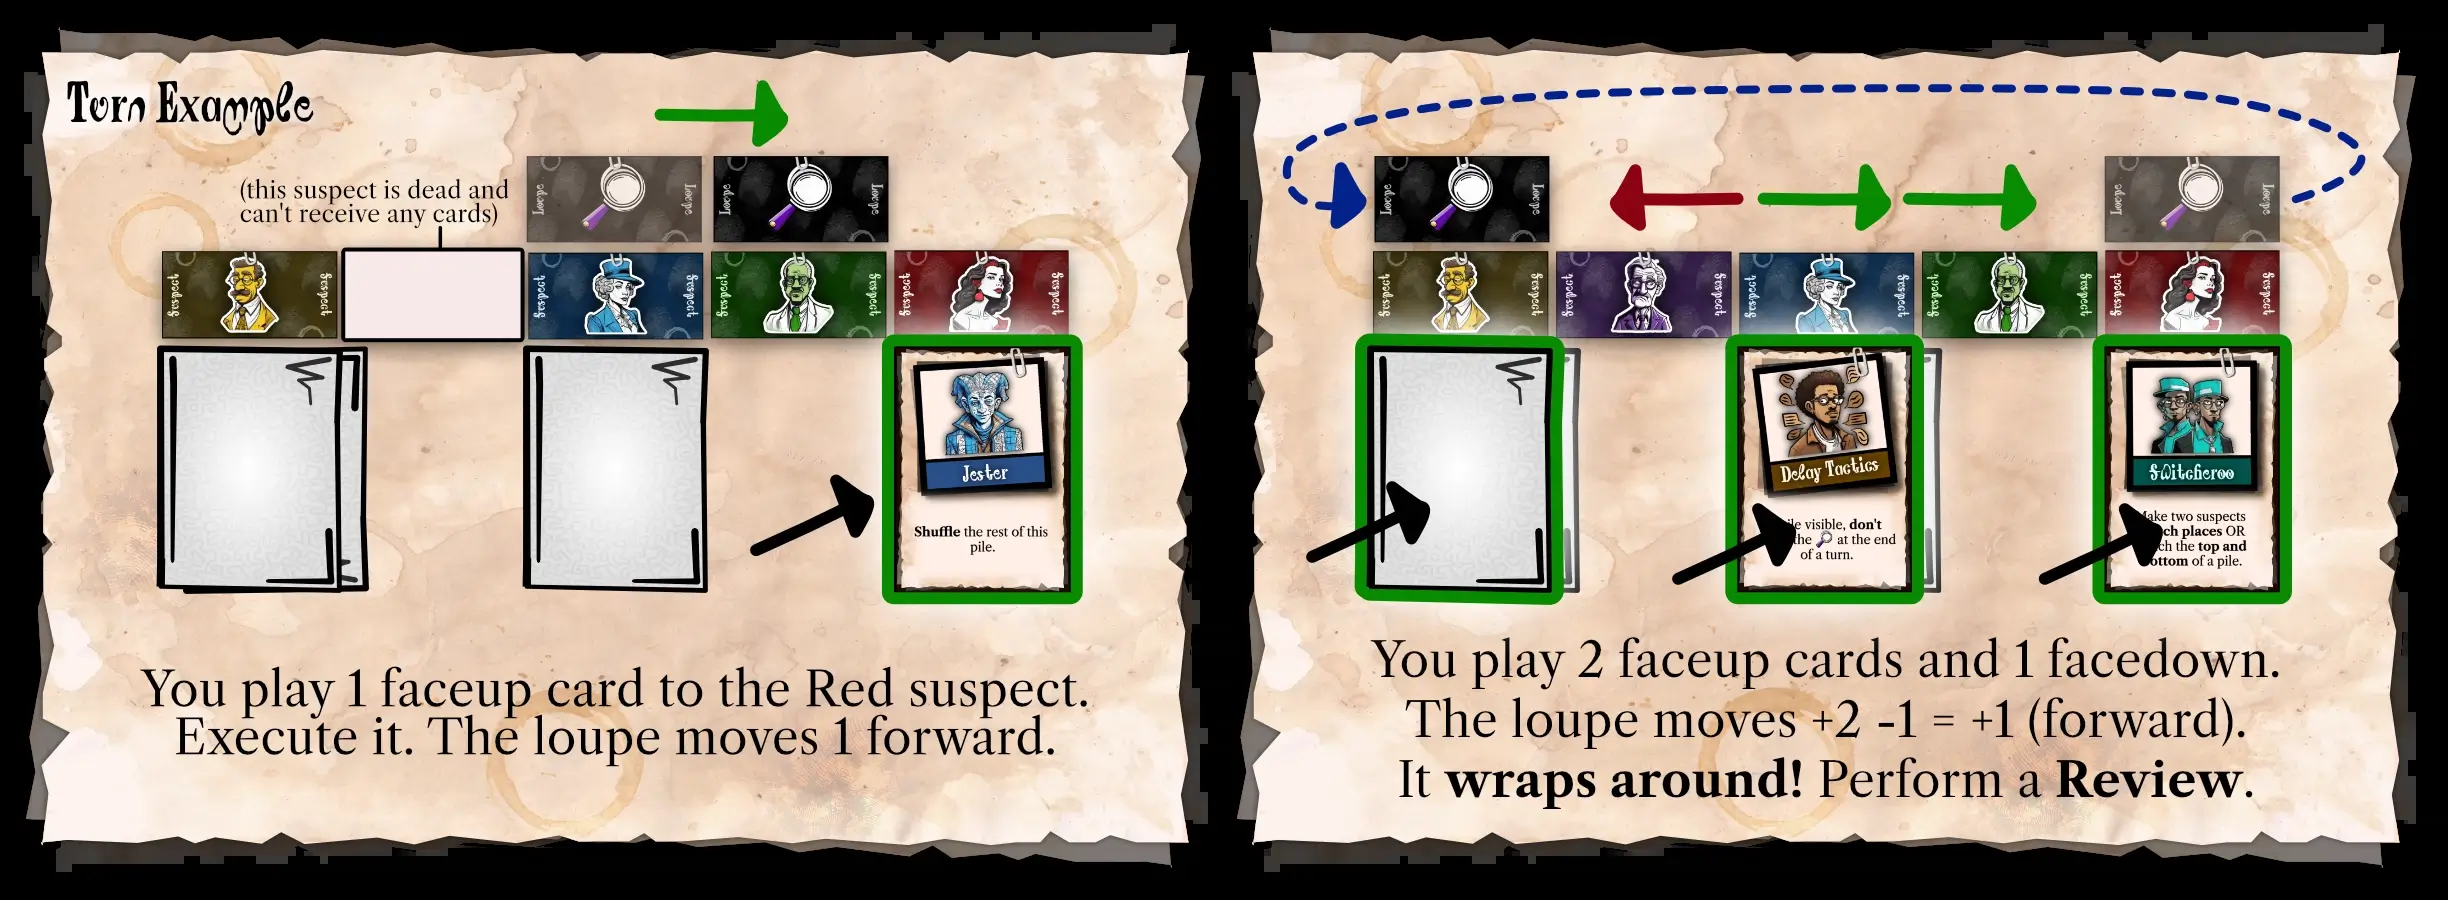 Turn Example
(this suspect is dead and
can't receive any cards)
Loupe Loupe
Loupe Loupe
Suspect Suspect
Suspect Suspect
Suspect Suspect
Suspect Suspect
Jester
Shuffle the rest of this
pile.
You play 1 faceup card to the Red suspect.
Execute it. The loupe moves 1 forward.
Loupe Loupe
Loupe Loupe
Suspect Suspect
Suspect Suspect
Suspect Suspect
Suspect Suspect
Suspect Suspect
Delay Tactics
visible, don't
the at the end
of a turn.
Switcheroo
two suspects
places OR
the top and
of a pile.
You play 2 faceup cards and 1 facedown.
The loupe moves +2 -1 = +1 (forward).
It wraps around! Perform a Review.